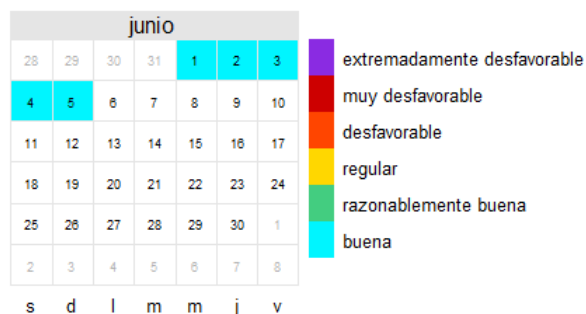 junio
28 29 30 31 1 2 3
4 5 6 7 8 9 10
11 12 13 14 15 16 17
18 19 20 21 22 23 24
25 26 27 28 29 30 1
2 3 4 5 6 7 8
s d l m m j v
extremadamente desfavorable
muy desfavorable
desfavorable
regular
razonablemente buena
buena